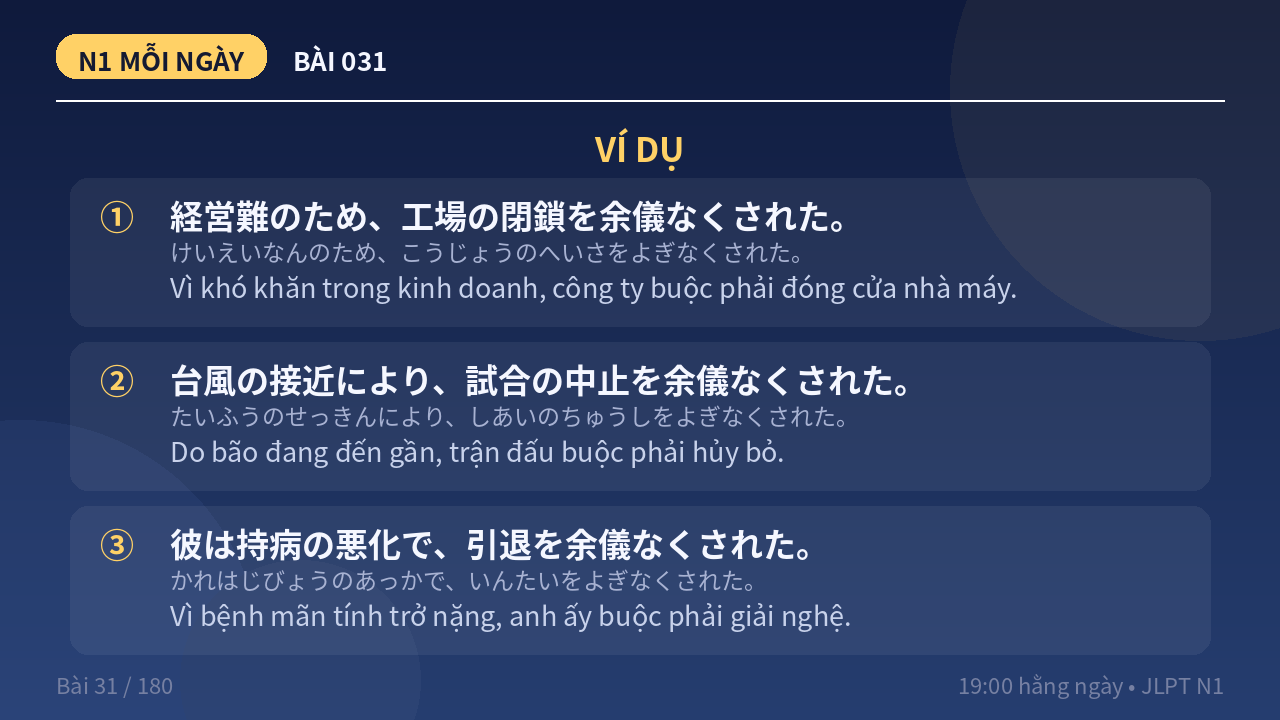 N1 MỖI NGÀY
BÀI 031
VÍ DỤ
①
経営難のため、工場の閉鎖を余儀なくされた。
けいえいなんのため、こうじょうのへいさをよぎなくされた。
Vì khó khăn trong kinh doanh, công ty buộc phải đóng cửa nhà máy.
②
台風の接近により、試合の中止を余儀なくされた。
たいふうのせっきんにより、しあいのちゅうしをよぎなくされた。
Do bão đang đến gần, trận đấu buộc phải hủy bỏ.
③
彼は持病の悪化で、引退を余儀なくされた。
かれはじびょうのあっかで、いんたいをよぎなくされた。
Vì bệnh mãn tính trở nặng, anh ấy buộc phải giải nghệ.
Bài 31 / 180
19:00 hằng ngày • JLPT N1